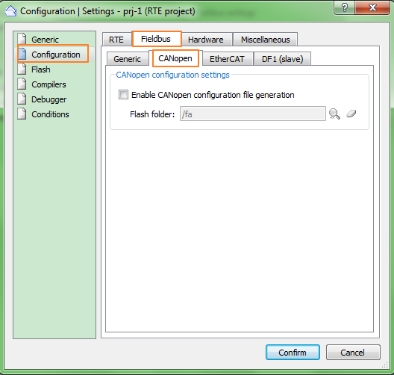 Configuration | Settings - prj-1 (RTE project)
Generic
Configuration
Flash
Compilers
Debugger
Conditions
RTE Fieldbus Hardware Miscellaneous
Generic CANopen EtherCAT DF1 (slave)
CANopen configuration settings
Enable CANopen configuration file generation
Flash folder: /fa
Confirm Cancel